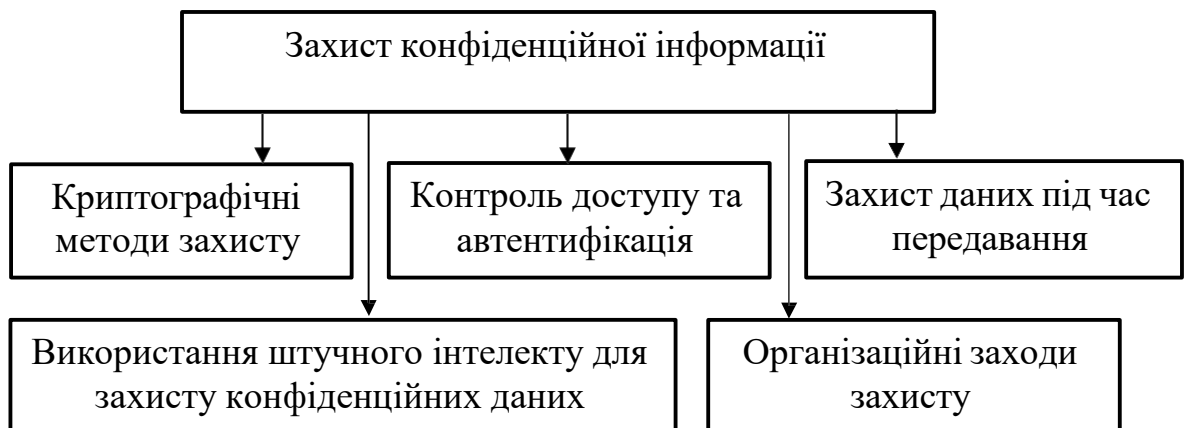 Захист конфіденційної інформації
Криптографічні
методи захисту
Контроль доступу та
автентифікація
Захист даних під час
передавання
Використання штучного інтелекту для
захисту конфіденційних даних
Організаційні заходи
захисту